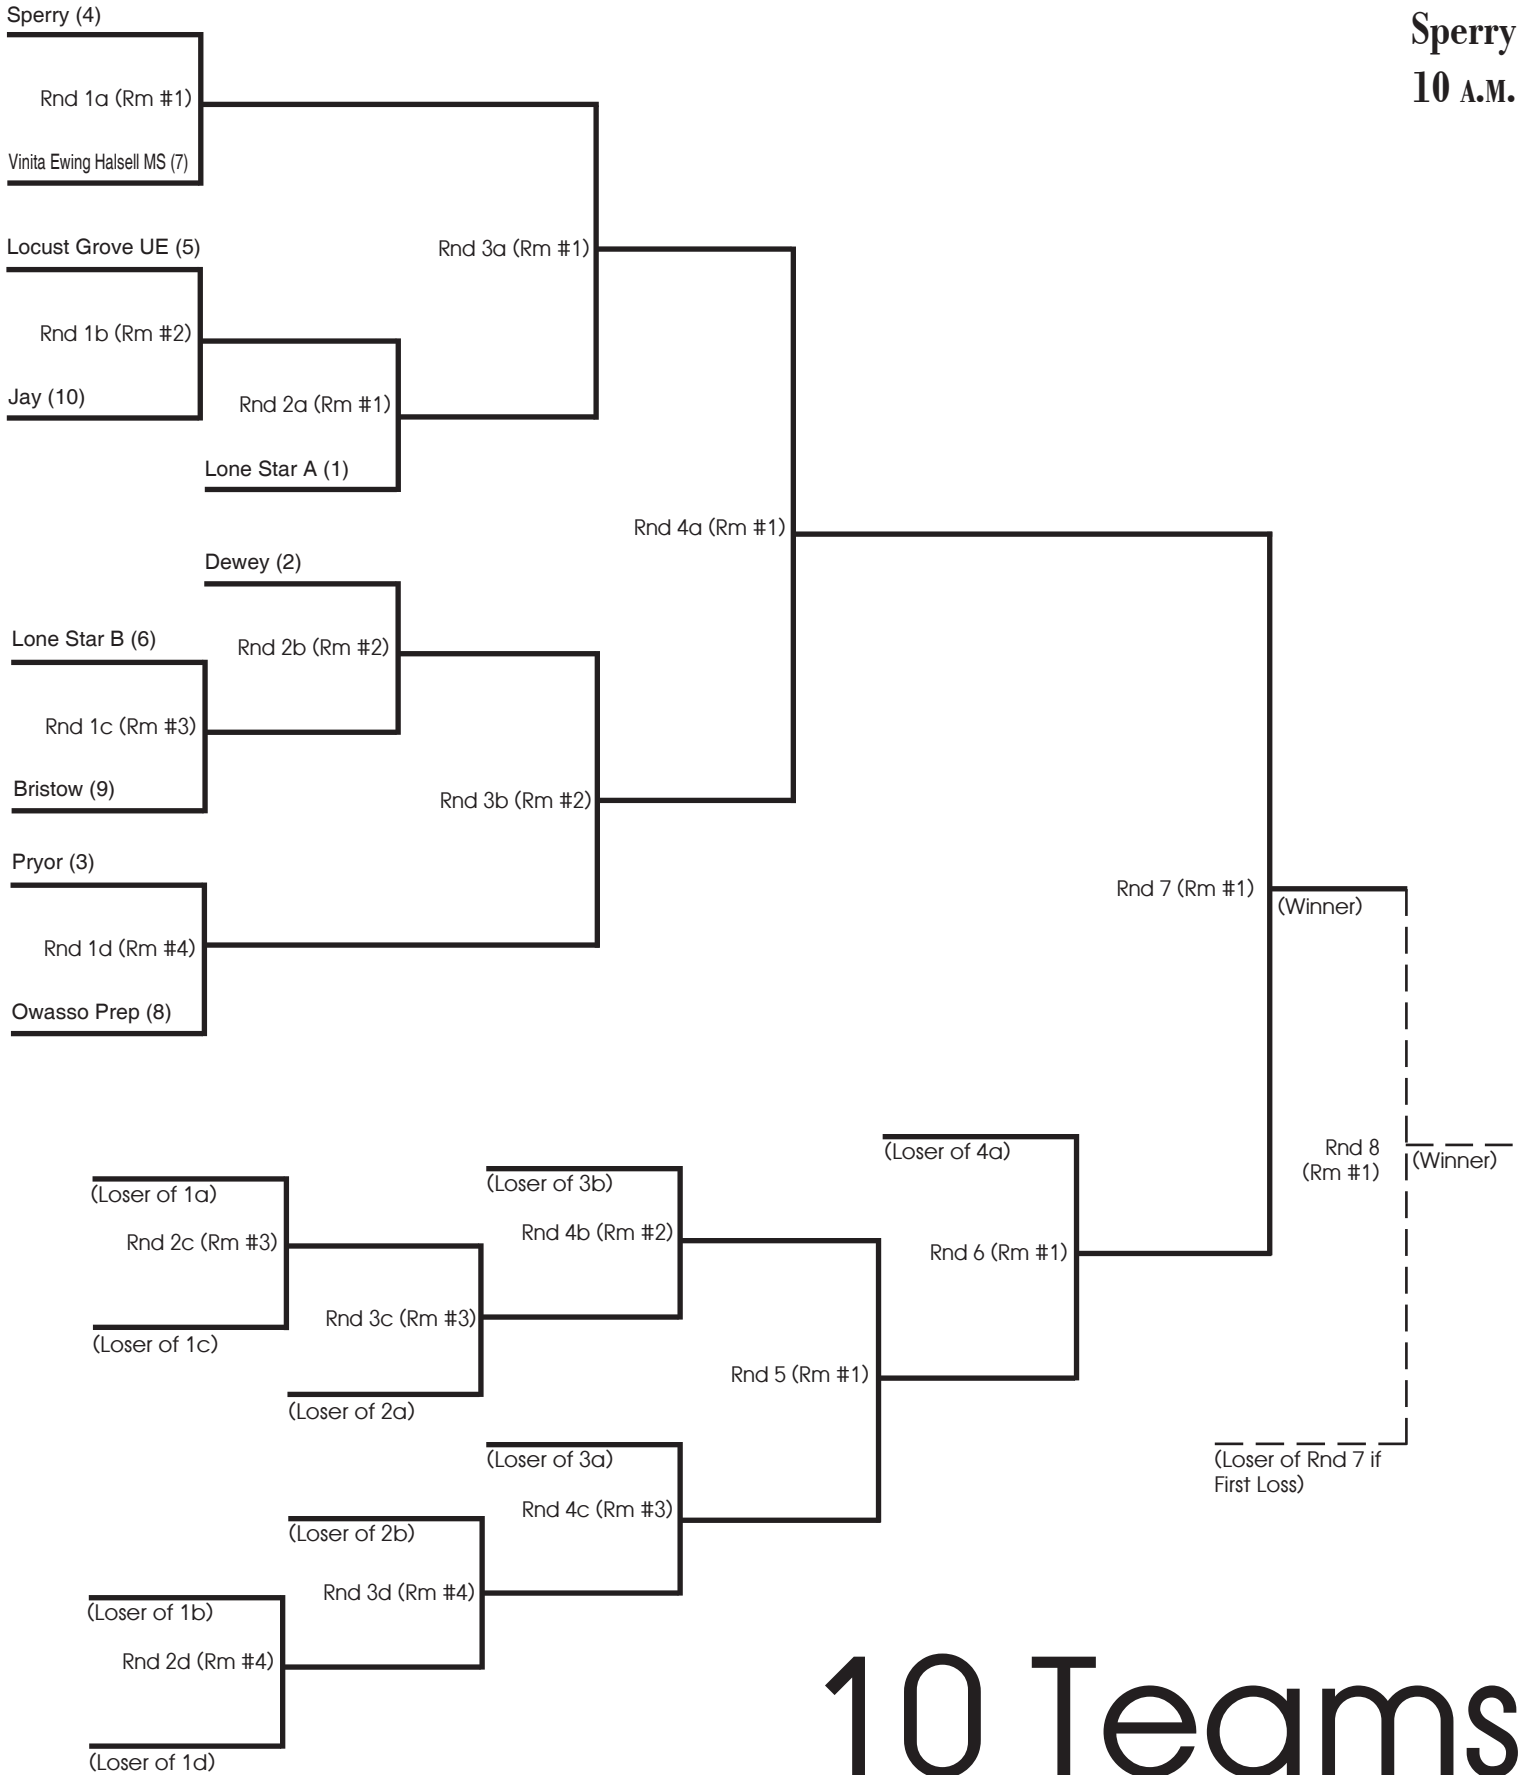 Sperry (4)
Sperry
10 A.M.
Rnd 1a (Rm #1)
Vinita Ewing Halsell MS (7)
Locust Grove UE (5)
Rnd 3a (Rm #1)
Rnd 1b (Rm #2)
Jay (10)
Rnd 2a (Rm #1)
Lone Star A (1)
Rnd 4a (Rm #1)
Dewey (2)
Lone Star B (6)
Rnd 2b (Rm #2)
Rnd 1c (Rm #3)
Bristow (9)
Rnd 3b (Rm #2)
Pryor (3)
Rnd 7 (Rm #1)
(Winner)
Rnd 1d (Rm #4)
Owasso Prep (8)
(Loser of 4a)
Rnd 8
(Rm #1)
(Winner)
(Loser of 1a)
(Loser of 3b)
Rnd 2c (Rm #3)
Rnd 4b (Rm #2)
Rnd 6 (Rm #1)
Rnd 3c (Rm #3)
(Loser of 1c)
Rnd 5 (Rm #1)
(Loser of 2a)
(Loser of 3a)
(Loser of Rnd 7 if
First Loss)
Rnd 4c (Rm #3)
(Loser of 2b)
Rnd 3d (Rm #4)
(Loser of 1b)
Rnd 2d (Rm #4)
(Loser of 1d)
10 Teams